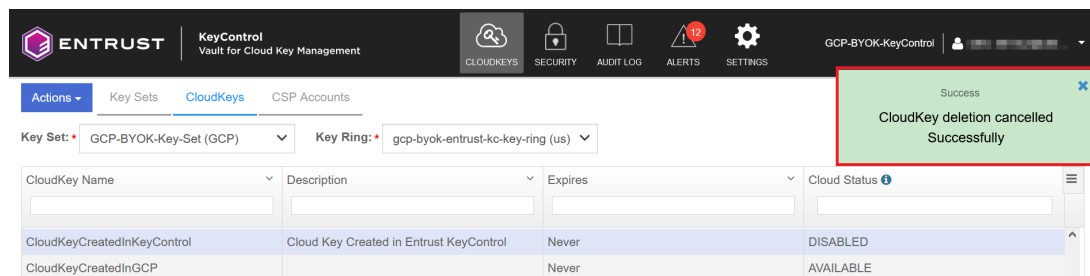 ENTRUST
KeyControl
Vault for Cloud Key Management
CLOUDKEYS
SECURITY
AUDIT LOG
12
ALERTS
SETTINGS
GCP-BYOK-KeyControl
Actions
Key Sets
CloudKeys
CSP Accounts
Success
CloudKey deletion cancelled
Successfully
Key Set: * GCP-BYOK-Key-Set (GCP)
Key Ring: * gcp-byok-entrust-kc-key-ring (us)
CloudKey Name Description Expires Cloud Status
CloudKeyCreatedInKeyControl Cloud Key Created in Entrust KeyControl Never DISABLED
CloudKeyCreatedInGCP Never AVAILABLE